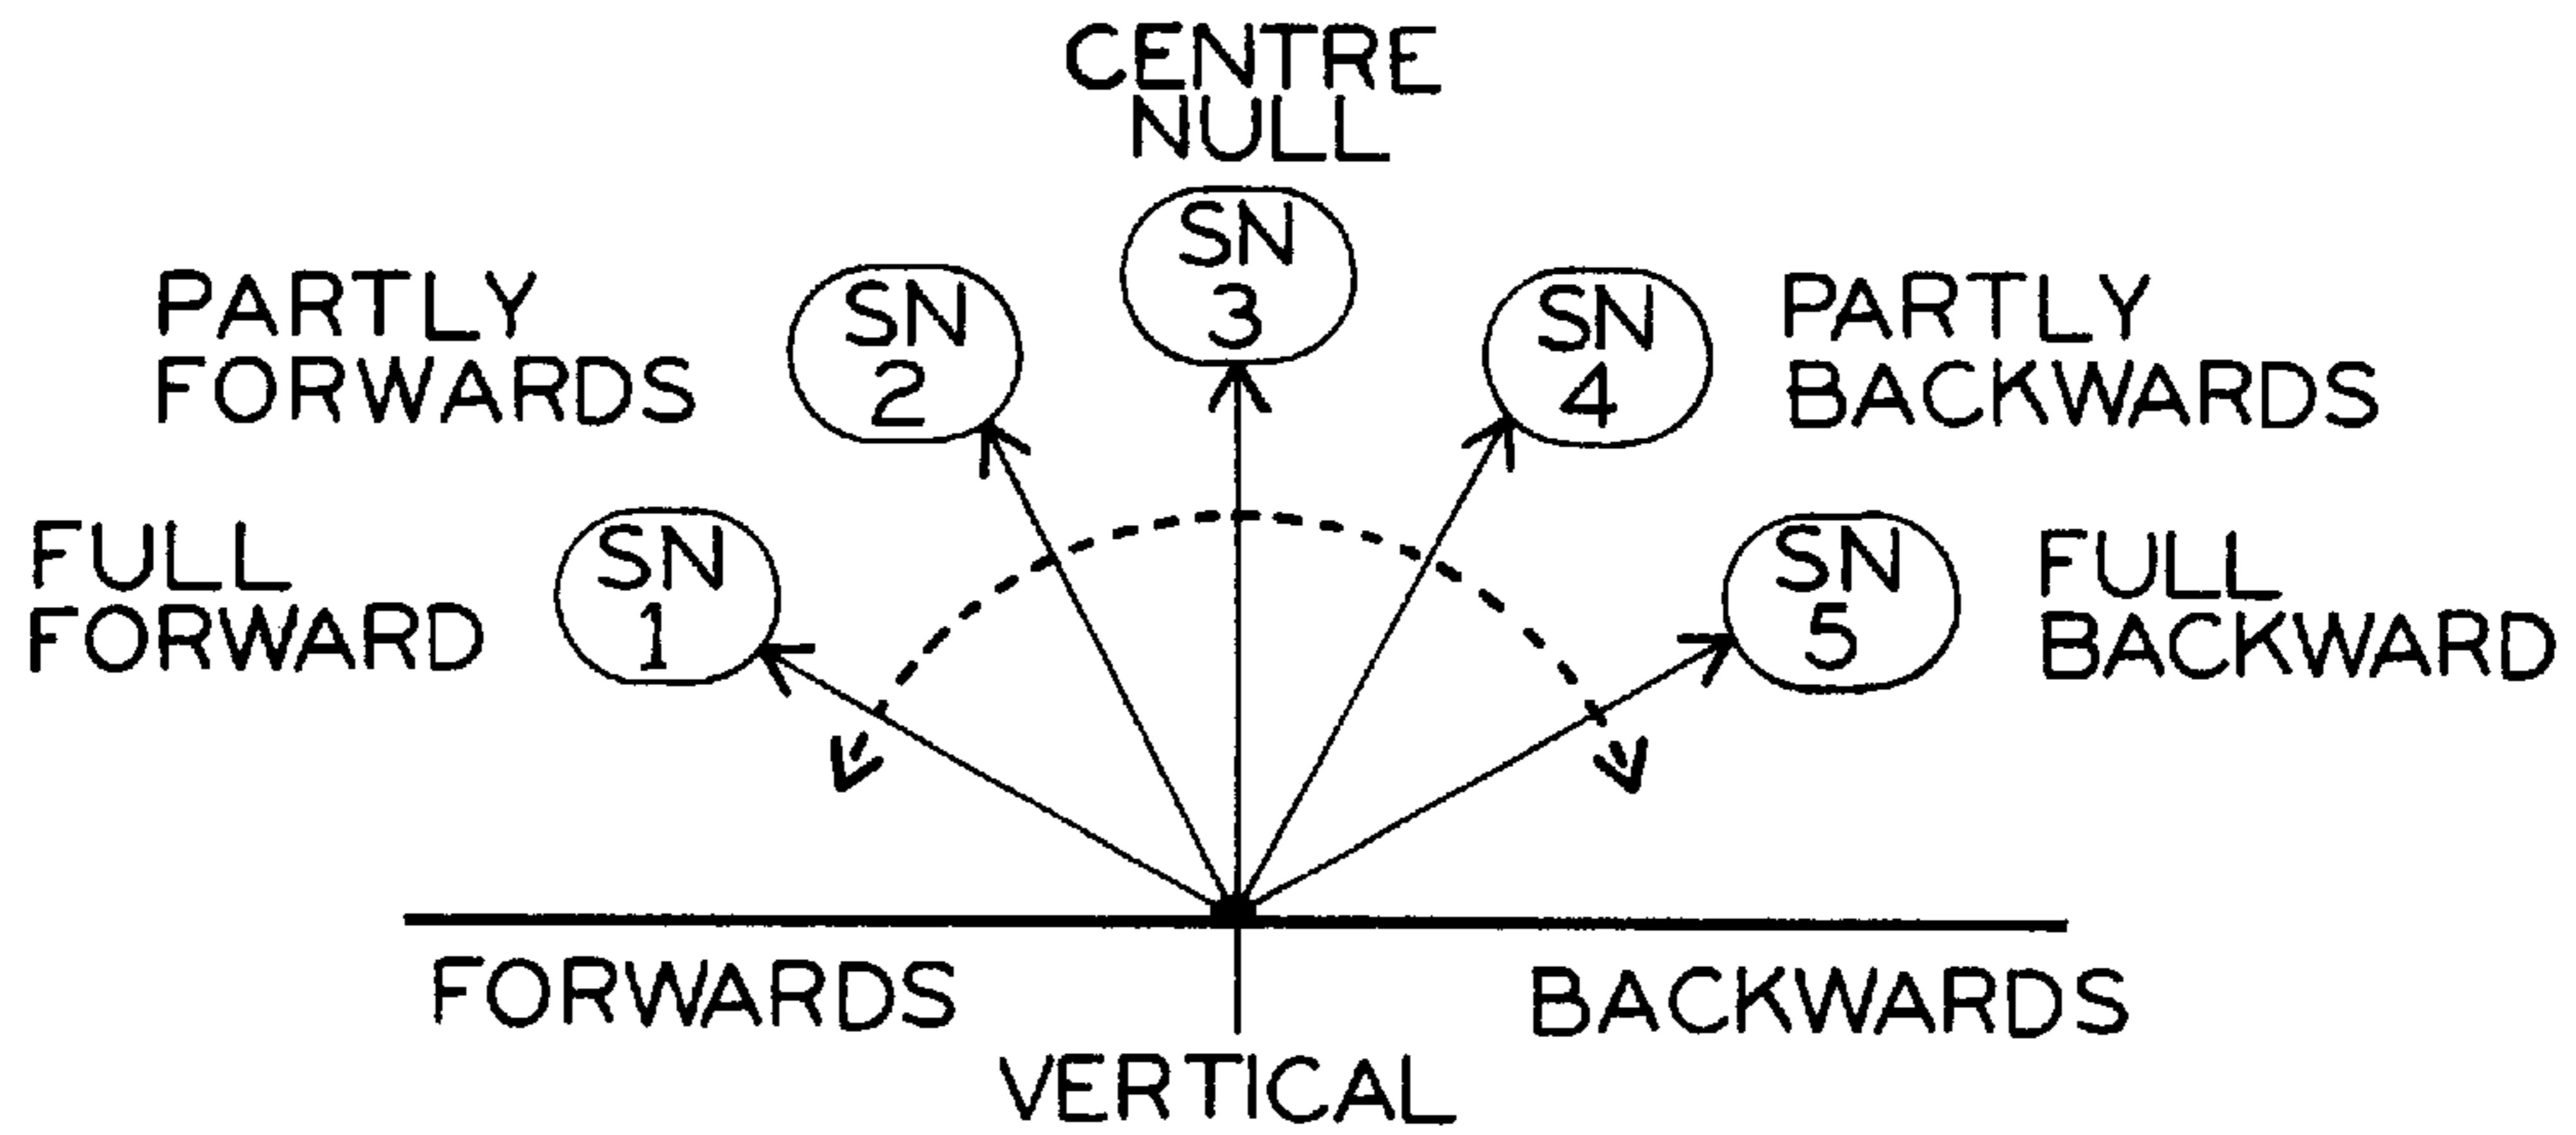 CENTRE
NULL
SN
3
PARTLY
FORWARDS
SN
2
SN
4
PARTLY
BACKWARDS
FULL
FORWARD
SN
1
SN
5
FULL
BACKWARD
FORWARDS
BACKWARDS
VERTICAL